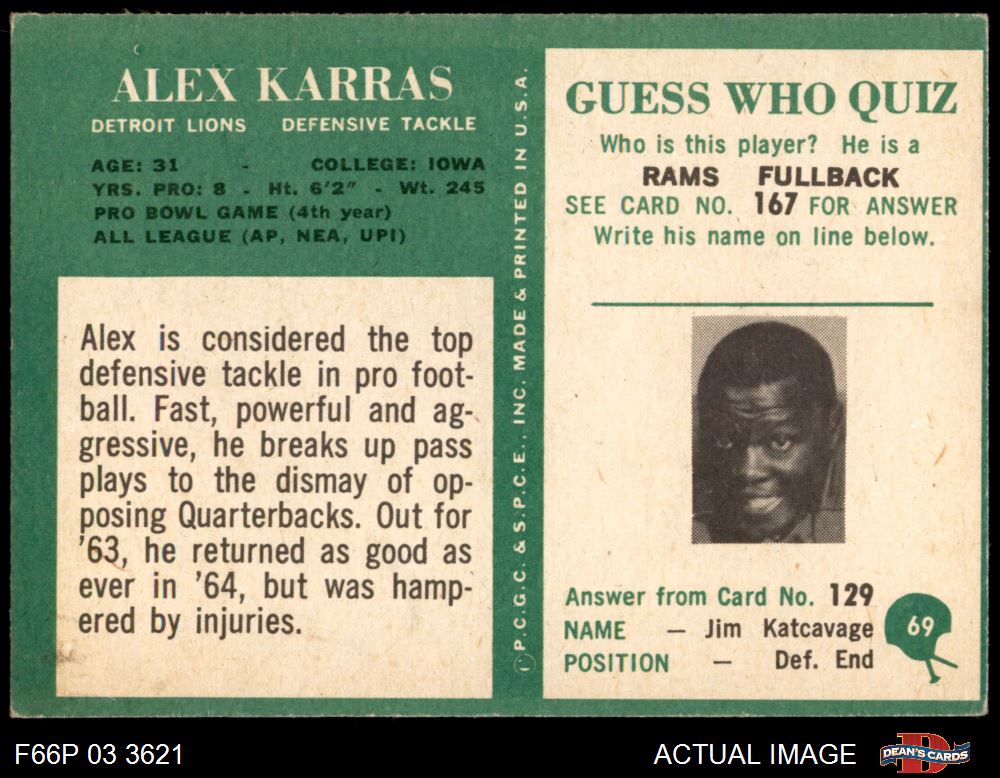 ALEX KARRAS
DETROIT LIONS DEFENSIVE TACKLE
AGE: 31 - COLLEGE: IOWA
YRS. PRO: 8 - Ht. 6'2" - Wt. 245
PRO BOWL GAME (4th year)
ALL LEAGUE (AP, NEA, UPI)
Alex is considered the top
defensive tackle in pro foot-
ball. Fast, powerful and ag-
gressive, he breaks up pass
plays to the dismay of op-
posing Quarterbacks. Out for
'63, he returned as good as
ever in '64, but was hamp-
ered by injuries.
Ⓒ P.C.G.C. & S.P.C.E., INC. MADE & PRINTED IN U.S.A.
GUESS WHO QUIZ
Who is this player? He is a
RAMS FULLBACK
SEE CARD NO. 167 FOR ANSWER
Write his name on line below.
Answer from Card No. 129
NAME — Jim Katcavage
POSITION — Def. End
69
F66P 03 3621
ACTUAL IMAGE
D
DEAN'S CARDS